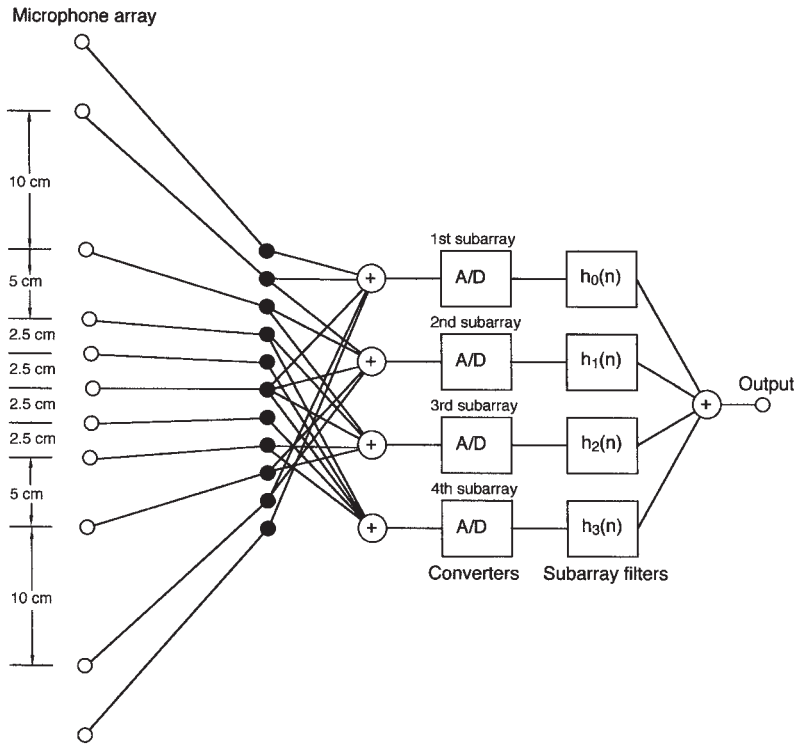 Microphone array
10 cm
5 cm
2.5 cm
2.5 cm
2.5 cm
2.5 cm
5 cm
10 cm
+
+
+
+
1st subarray
A/D
2nd subarray
A/D
3rd subarray
A/D
4th subarray
A/D
Converters
h0(n)
h1(n)
h2(n)
h3(n)
Subarray filters
+
Output